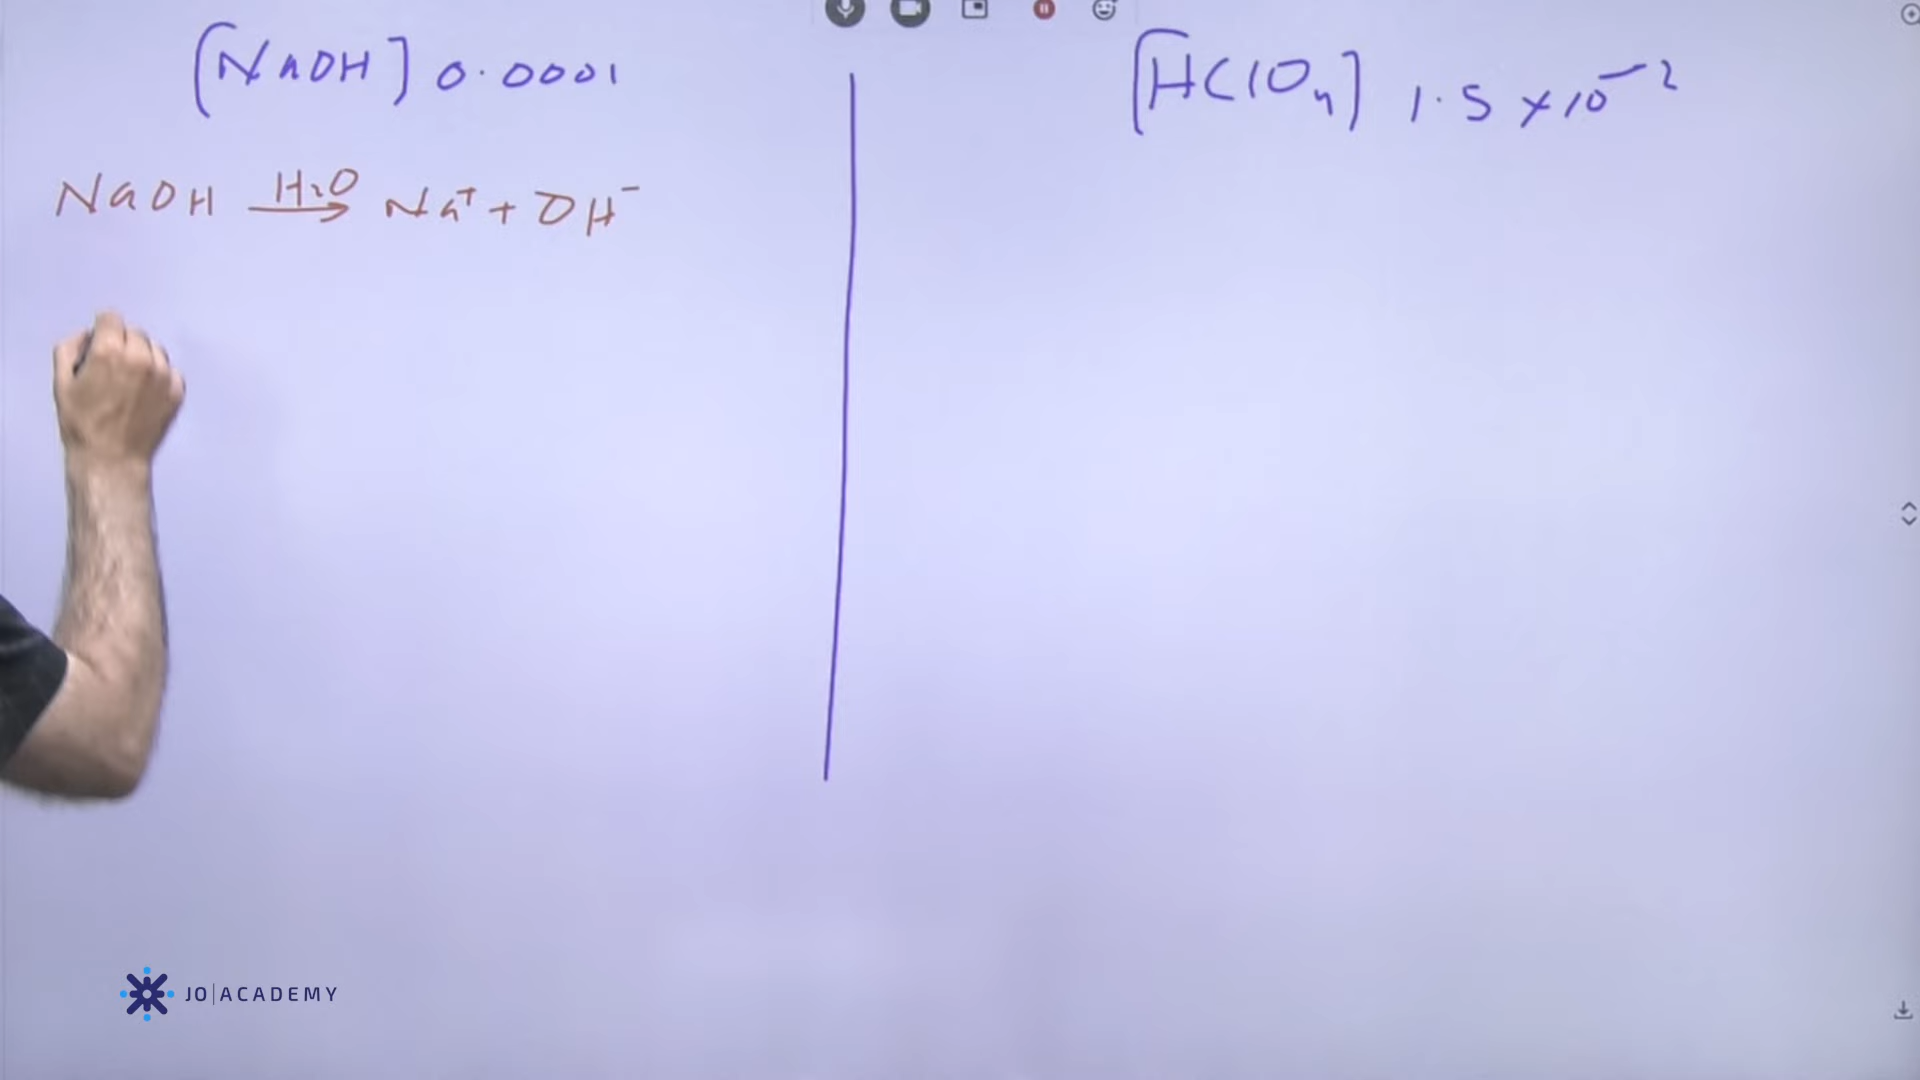 [NaOH] 0.0001
NaOH H₂O→ Na⁺ + OH⁻
[HClO₄] 1.5 × 10⁻²
JO|ACADEMY